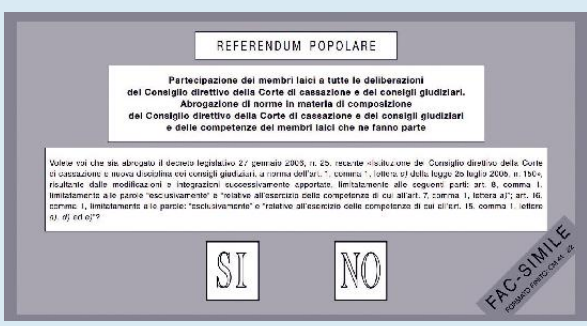 REFERENDUM POPOLARE
Partecipazione dei membri laici a tutte le deliberazioni
del Consiglio direttivo della Corte di cassazione e dei consigli giudiziari.
Abrogazione di norme in materia di composizione
del Consiglio direttivo della Corte di cassazione e dei consigli giudiziari
e delle competenze dei membri laici che ne fanno parte
Volete voi che sia abrogato il decreto legislativo 27 gennaio 2006, n. 25, recante «Istituzione del Consiglio direttivo della Corte
di cassazione e nuova disciplina dei consigli giudiziari, a norma dell'art. 1, comma 1, lettera c) della legge 25 luglio 2005, n. 150»,
risultante dalle modificazioni e integrazioni successivamente apportate, limitatamente alle seguenti parti: art. 8, comma 1,
limitatamente alle parole "esclusivamente" e "relative all'esercizio delle competenze di cui all'art. 7, comma 1, lettera a)"; art. 16,
comma 1, limitatamente alle parole: "esclusivamente" e "relative all'esercizio delle competenze di cui all'art. 15, comma 1, lettere
a), d) ed e)"?
SI
NO
FAC-SIMILE
FORMATO FINITO: CM 41 22